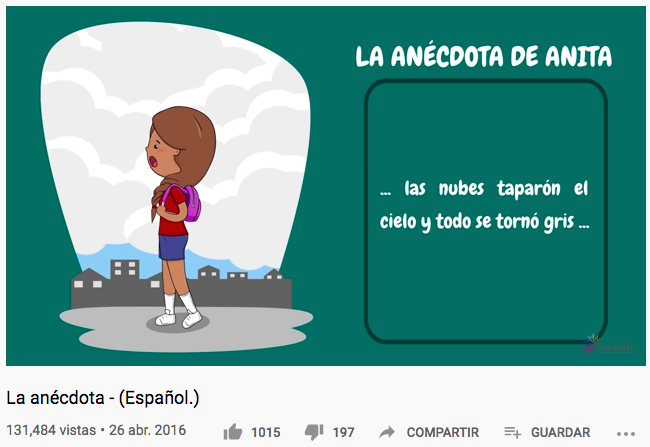 LA ANÉCDOTA DE ANITA
... las nubes taparón el
cielo y todo se tornó gris ...
La anécdota - (Español.)
131,484 vistas • 26 abr. 2016
1015
197
COMPARTIR
GUARDAR